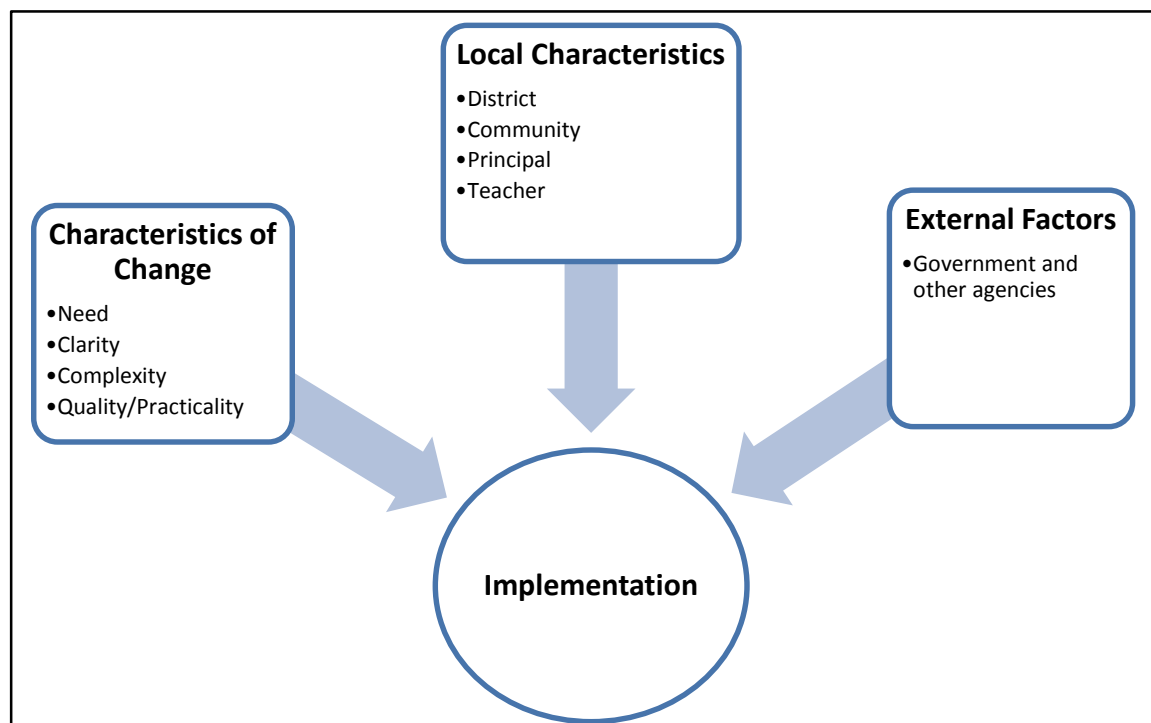 Local Characteristics
•District
•Community
•Principal
•Teacher
Characteristics of
Change
•Need
•Clarity
•Complexity
•Quality/Practicality
External Factors
•Government and
other agencies
Implementation